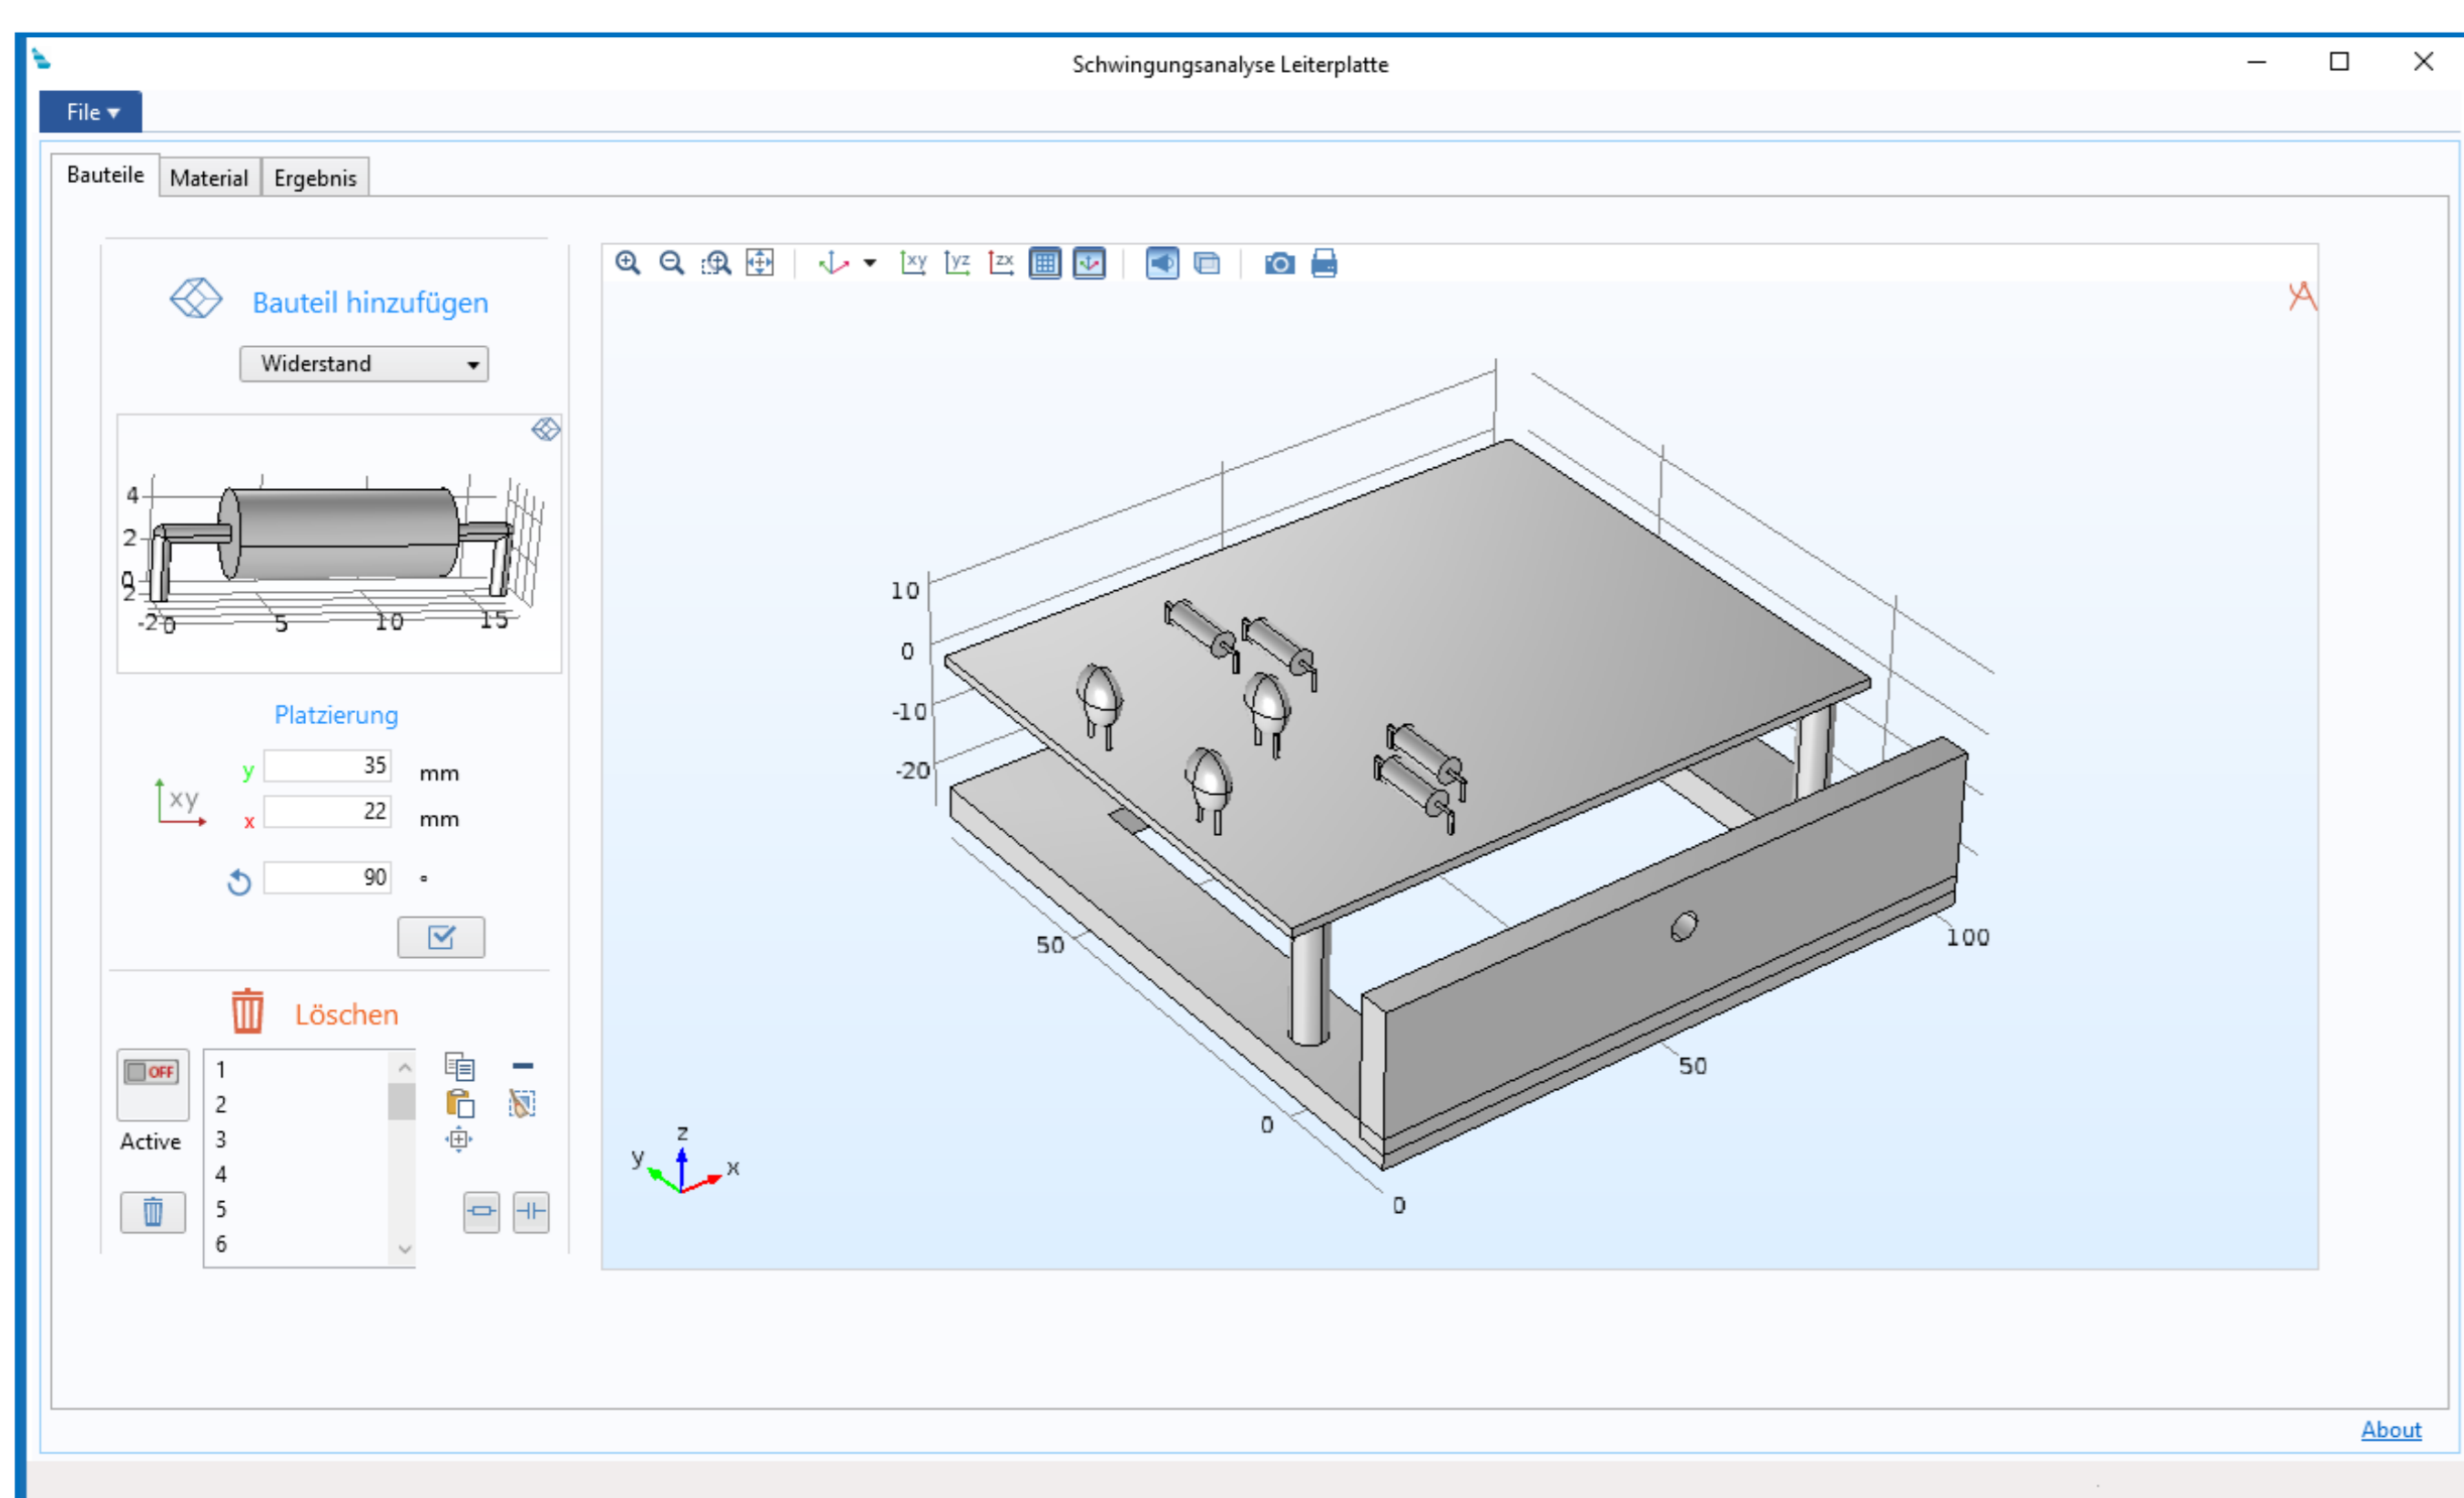 Schwingungsanalyse Leiterplatte
File
Bauteile Material Ergebnis
Bauteil hinzufügen
Widerstand
4
2
0
2
-2 0 5 10 15
Platzierung
y 35 mm
xy
x 22 mm
90 °
Löschen
OFF
Active
1
2
3
4
5
6
xy yz zx
10
0
-10
-20
50
0
0
50
100
z
y
x
About